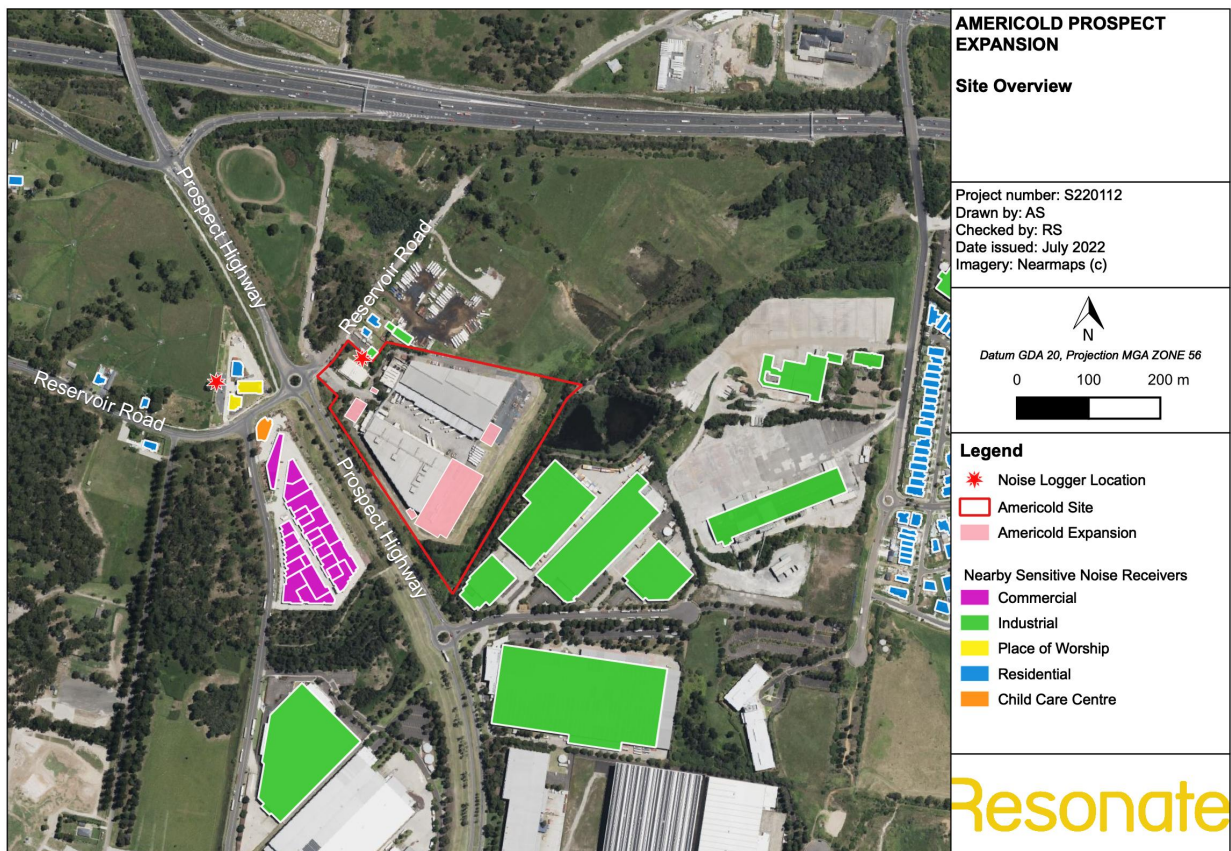 AMERICOLD PROSPECT
EXPANSION
Site Overview
Project number: S220112
Drawn by: AS
Checked by: RS
Date issued: July 2022
Imagery: Nearmaps (c)
N
Datum GDA 20, Projection MGA ZONE 56
0 100 200 m
Legend
Noise Logger Location
Americold Site
Americold Expansion
Nearby Sensitive Noise Receivers
Commercial
Industrial
Place of Worship
Residential
Child Care Centre
Resonate
Prospect Highway
Reservoir Road
Reservoir Road
Prospect Highway